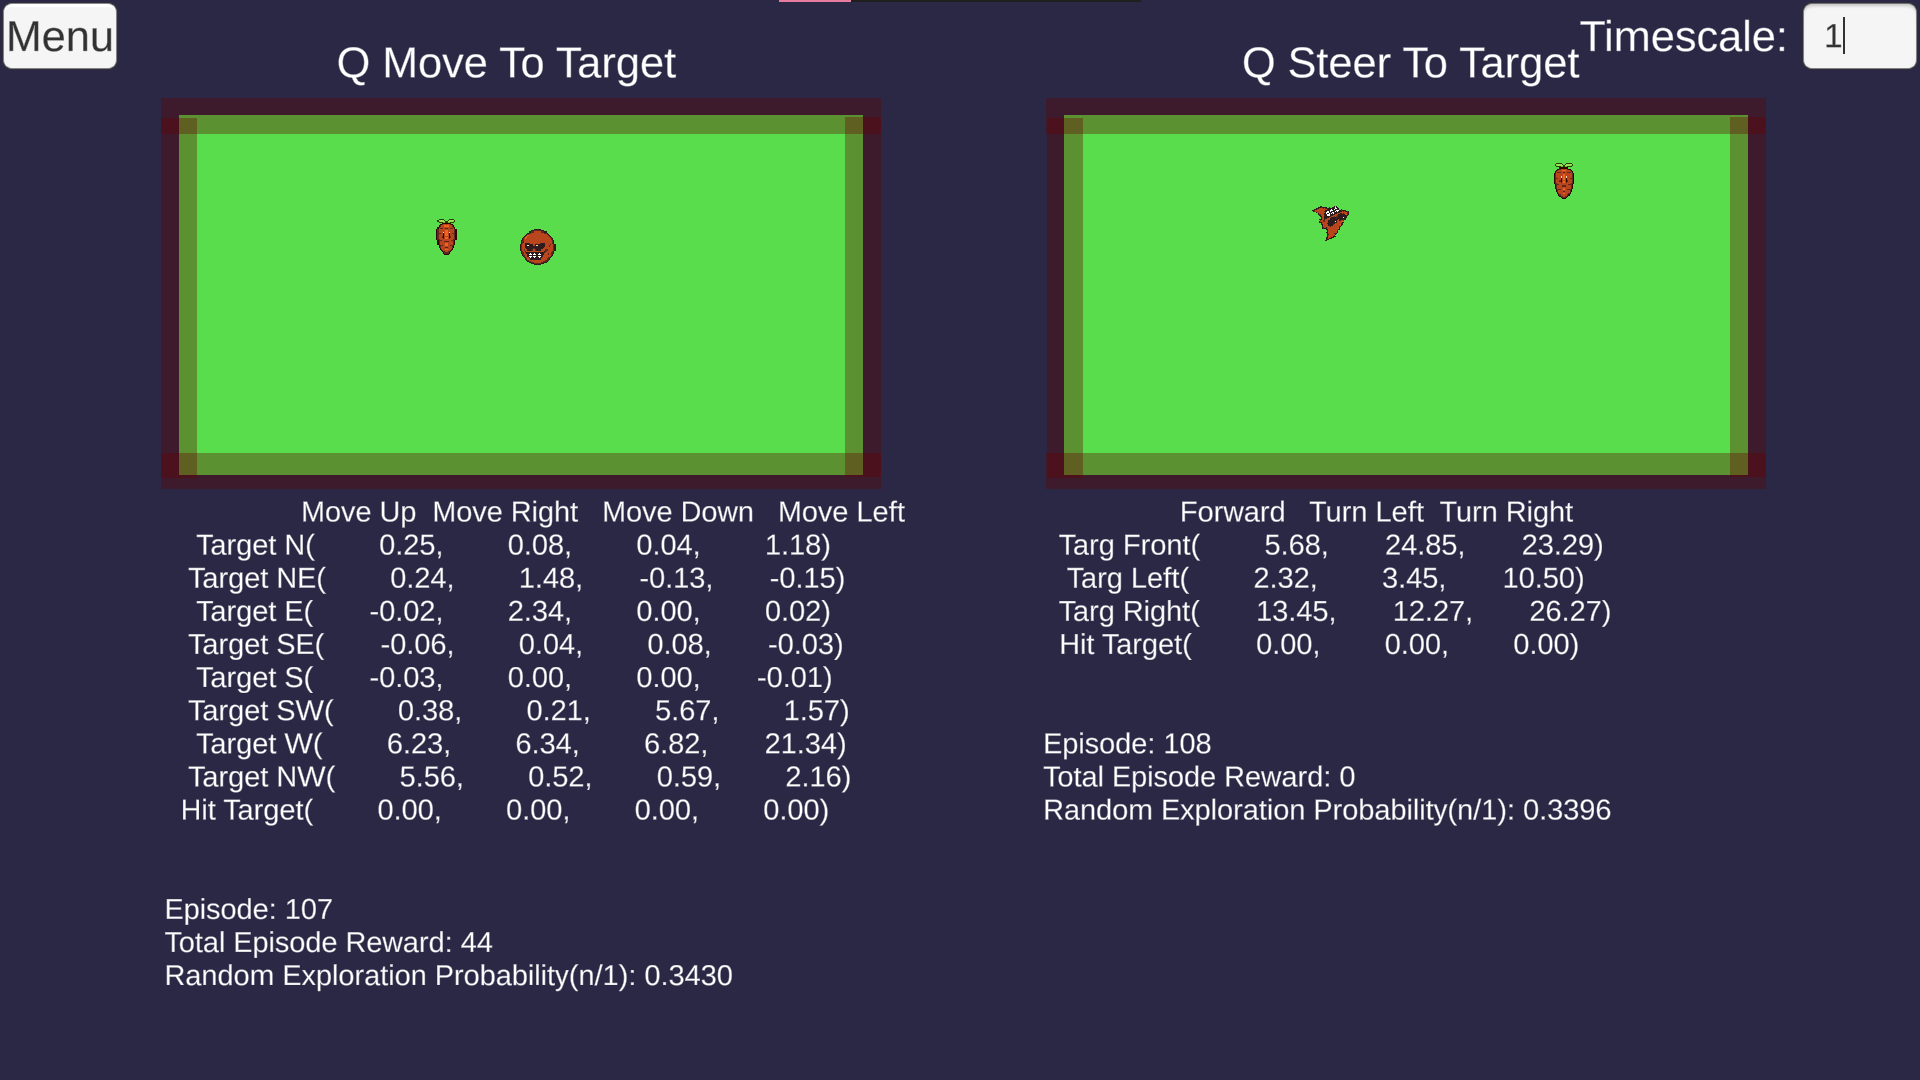 Menu
Timescale: 1
Q Move To Target
Move Up Move Right Move Down Move Left
Target N( 0.25, 0.08, 0.04, 1.18)
Target NE( 0.24, 1.48, -0.13, -0.15)
Target E( -0.02, 2.34, 0.00, 0.02)
Target SE( -0.06, 0.04, 0.08, -0.03)
Target S( -0.03, 0.00, 0.00, -0.01)
Target SW( 0.38, 0.21, 5.67, 1.57)
Target W( 6.23, 6.34, 6.82, 21.34)
Target NW( 5.56, 0.52, 0.59, 2.16)
Hit Target( 0.00, 0.00, 0.00, 0.00)
Episode: 107
Total Episode Reward: 44
Random Exploration Probability(n/1): 0.3430
Q Steer To Target
Forward Turn Left Turn Right
Targ Front( 5.68, 24.85, 23.29)
Targ Left( 2.32, 3.45, 10.50)
Targ Right( 13.45, 12.27, 26.27)
Hit Target( 0.00, 0.00, 0.00)
Episode: 108
Total Episode Reward: 0
Random Exploration Probability(n/1): 0.3396